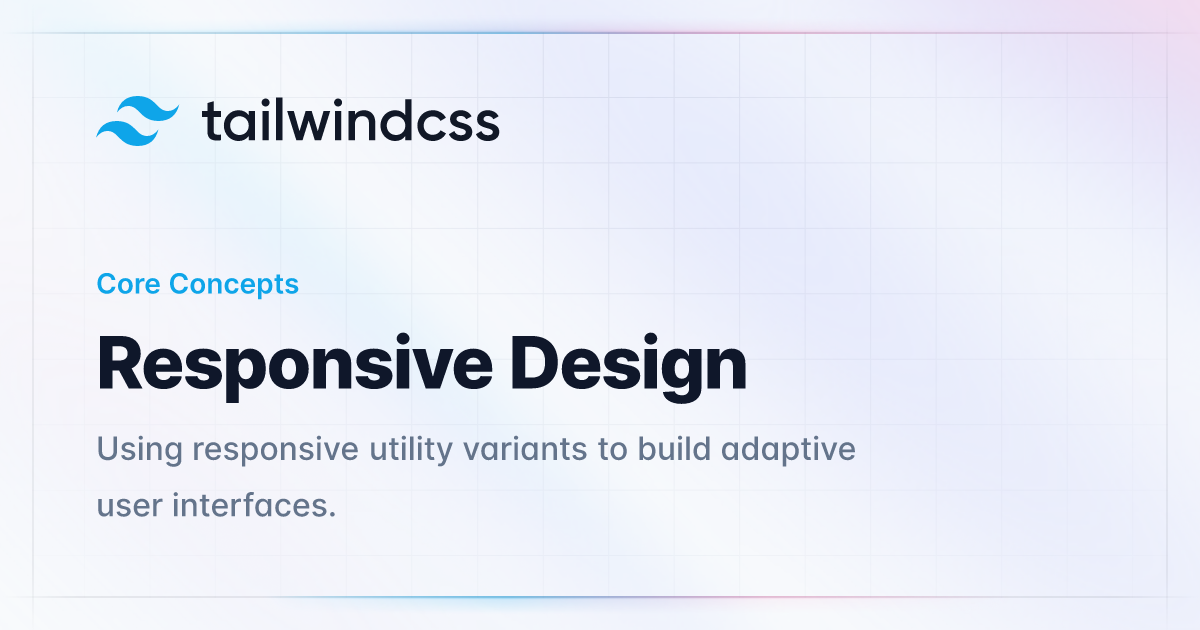 tailwindcss
Core Concepts
Responsive Design
Using responsive utility variants to build adaptive
user interfaces.